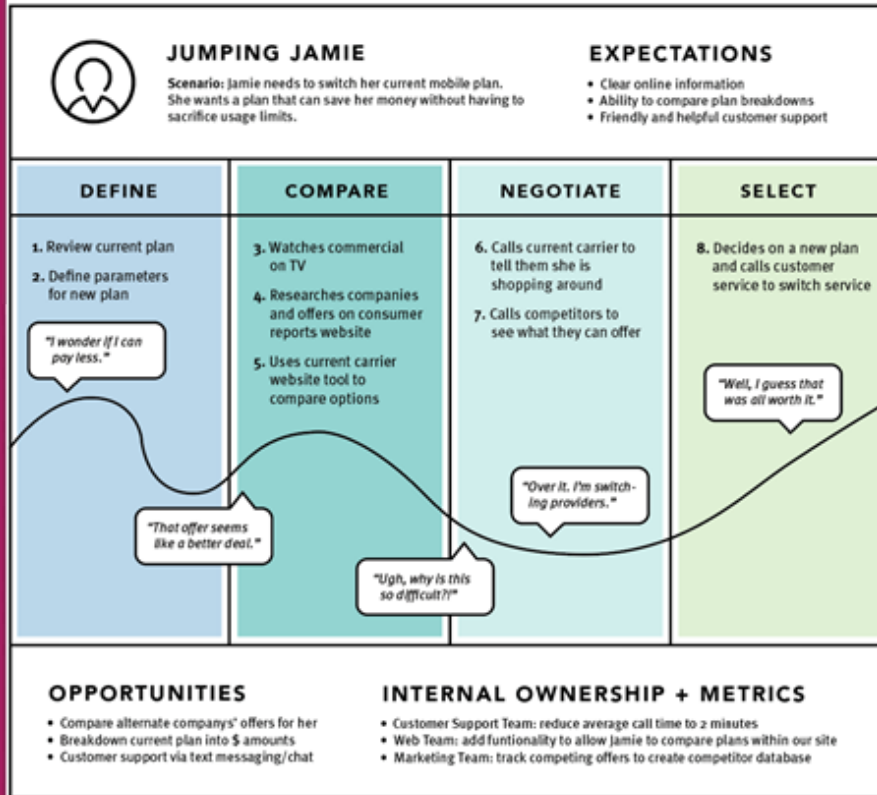 JUMPING JAMIE
Scenario: Jamie needs to switch her current mobile plan.
She wants a plan that can save her money without having to
sacrifice usage limits.
EXPECTATIONS
• Clear online information
• Ability to compare plan breakdowns
• Friendly and helpful customer support
DEFINE
1. Review current plan
2. Define parameters
for new plan
"I wonder if I can
pay less."
"That offer seems
like a better deal."
COMPARE
3. Watches commercial
on TV
4. Researches companies
and offers on consumer
reports website
5. Uses current carrier
website tool to
compare options
"Ugh, why is this
so difficult?!"
NEGOTIATE
6. Calls current carrier to
tell them she is
shopping around
7. Calls competitors to
see what they can offer
"Over it. I'm switch-
ing providers."
SELECT
8. Decides on a new plan
and calls customer
service to switch service
"Well, I guess that
was all worth it."
OPPORTUNITIES
• Compare alternate companys' offers for her
• Breakdown current plan into $ amounts
• Customer support via text messaging/chat
INTERNAL OWNERSHIP + METRICS
• Customer Support Team: reduce average call time to 2 minutes
• Web Team: add funtionality to allow Jamie to compare plans within our site
• Marketing Team: track competing offers to create competitor database